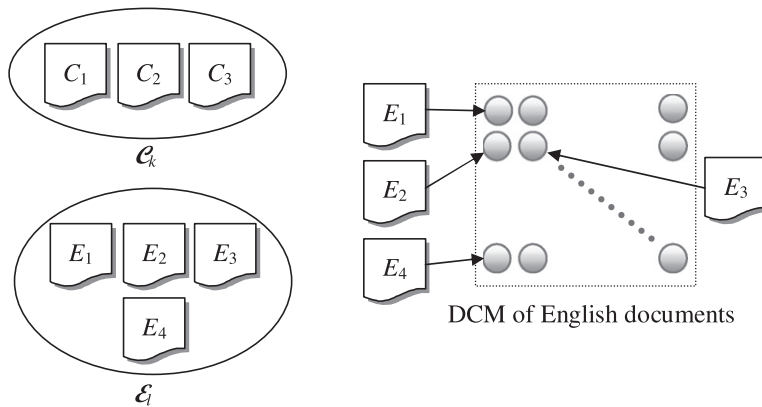 C1 C2 C3
𝒞k
E1 E2 E3
E4
ℰl
E1
E2
E3
E4
DCM of English documents